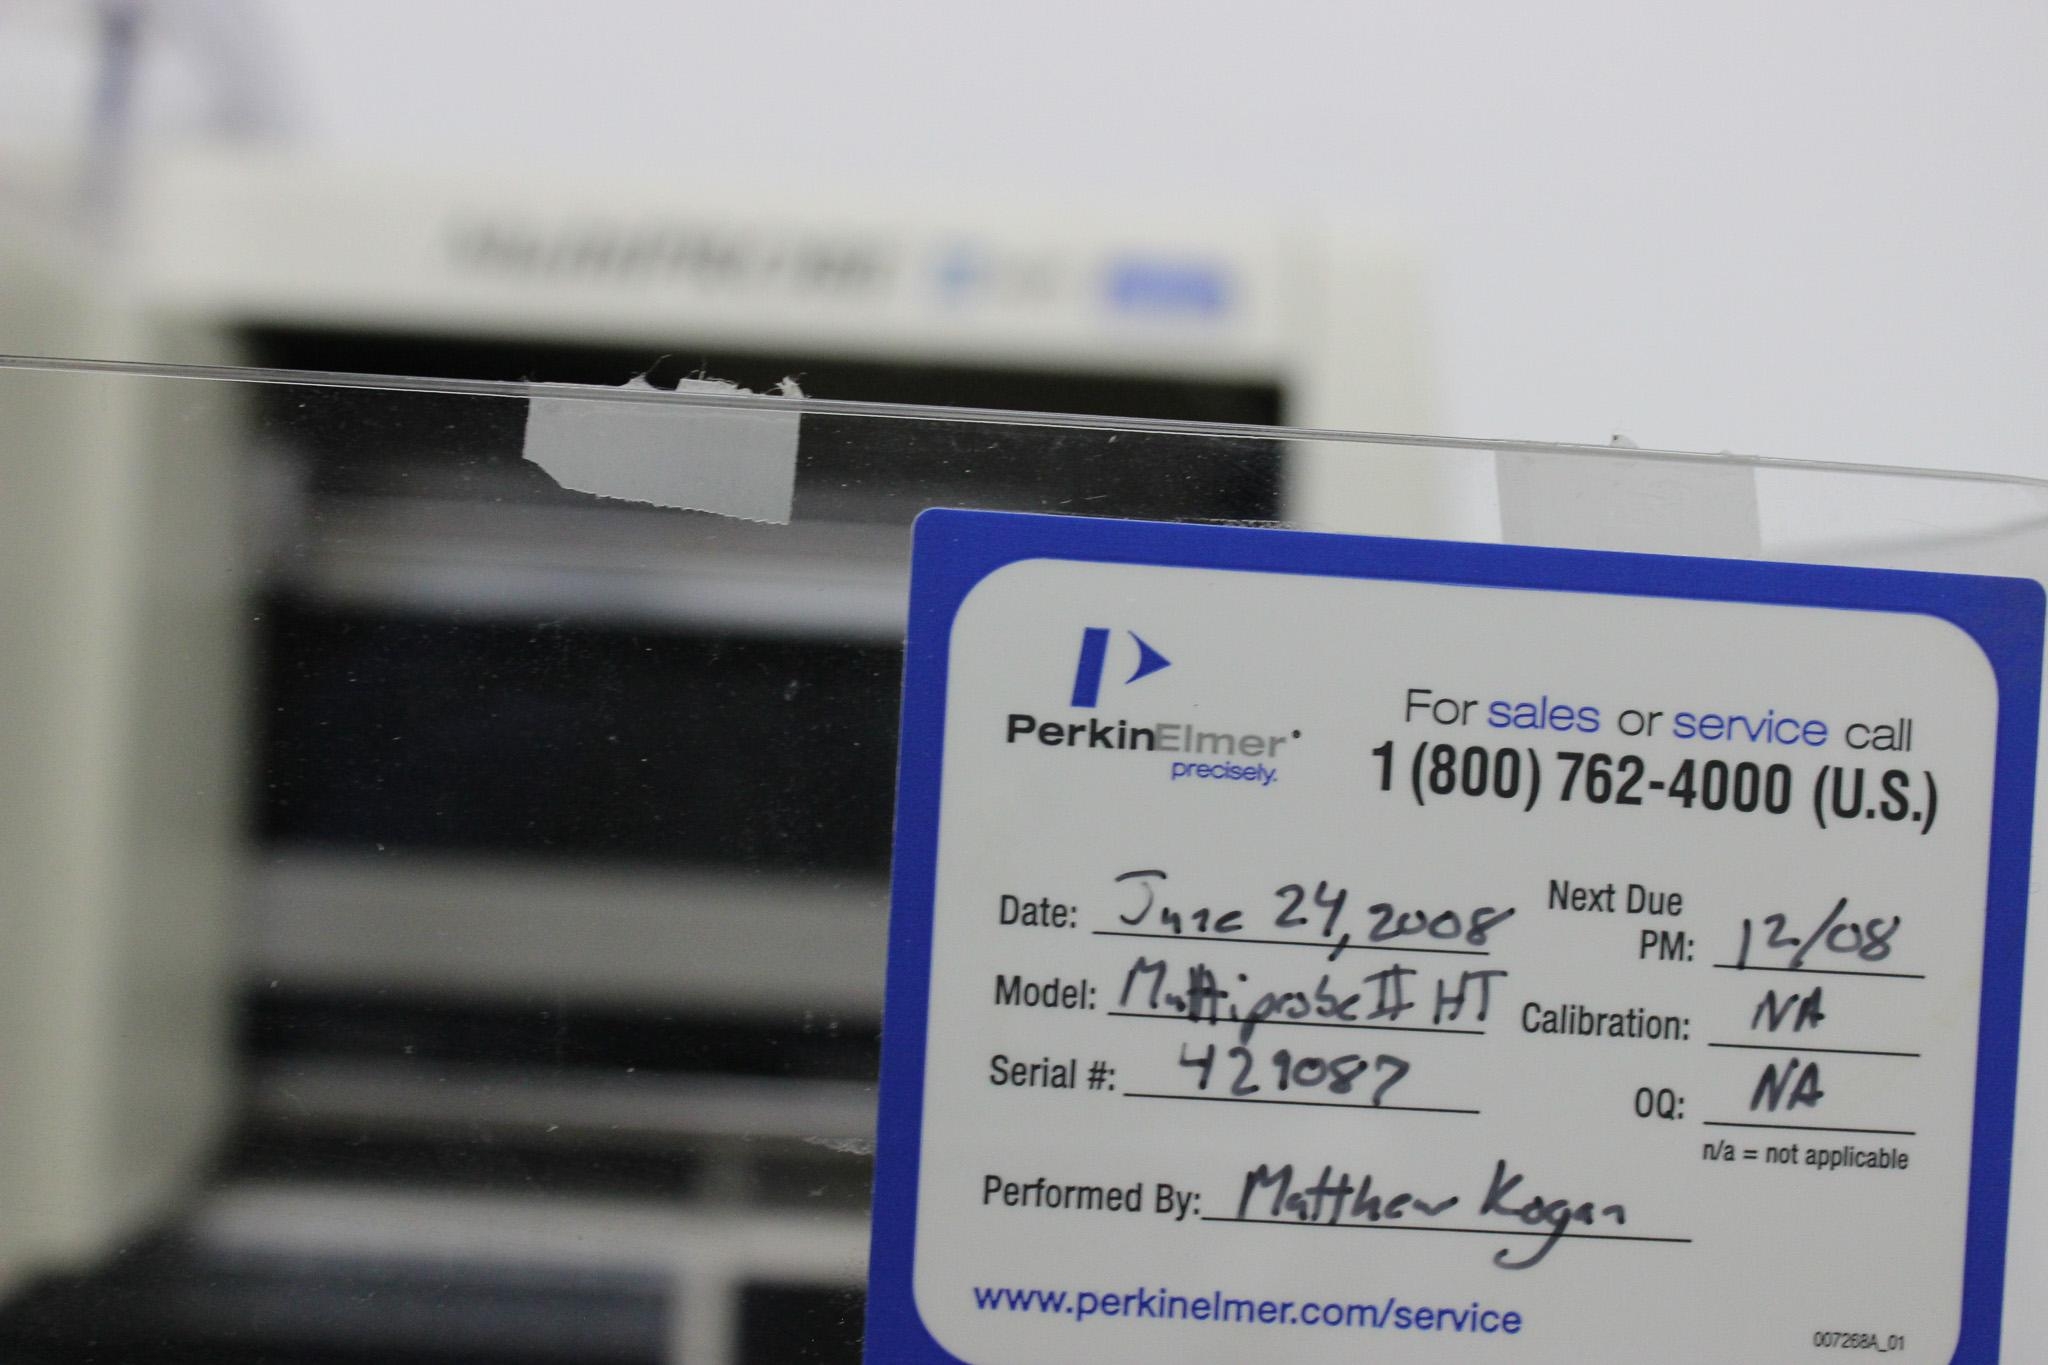 PerkinElmer
precisely.
For sales or service call
1 (800) 762-4000 (U.S.)
Date: June 24, 2008
Next Due PM: 12/08
Model: Multiprobe II HT
Calibration: NA
Serial #: 429087
OQ: NA
n/a = not applicable
Performed By: Matthew Kogan
www.perkinelmer.com/service
007268A_01